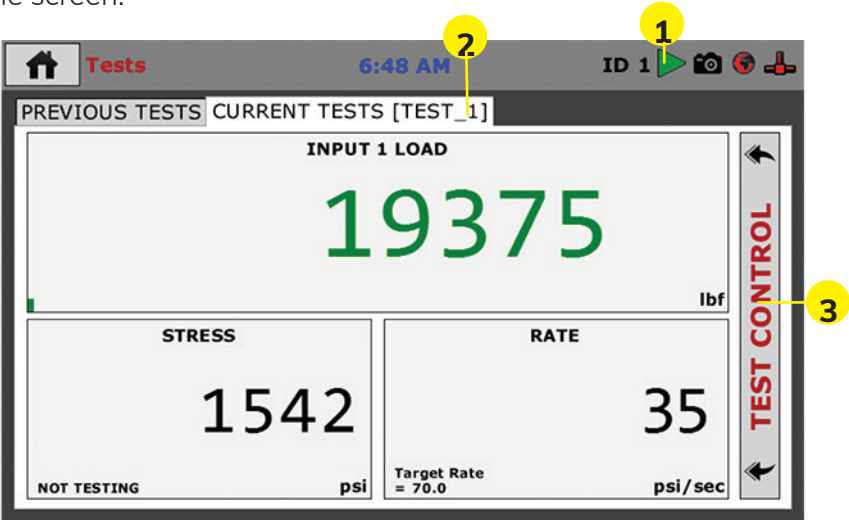 ne screen.
1
2
Tests 6:48 AM ID 1
PREVIOUS TESTS CURRENT TESTS [TEST_1]
INPUT 1 LOAD
19375
lbf
TEST CONTROL
3
STRESS
1542
NOT TESTING psi
RATE
35
Target Rate
= 70.0 psi/sec